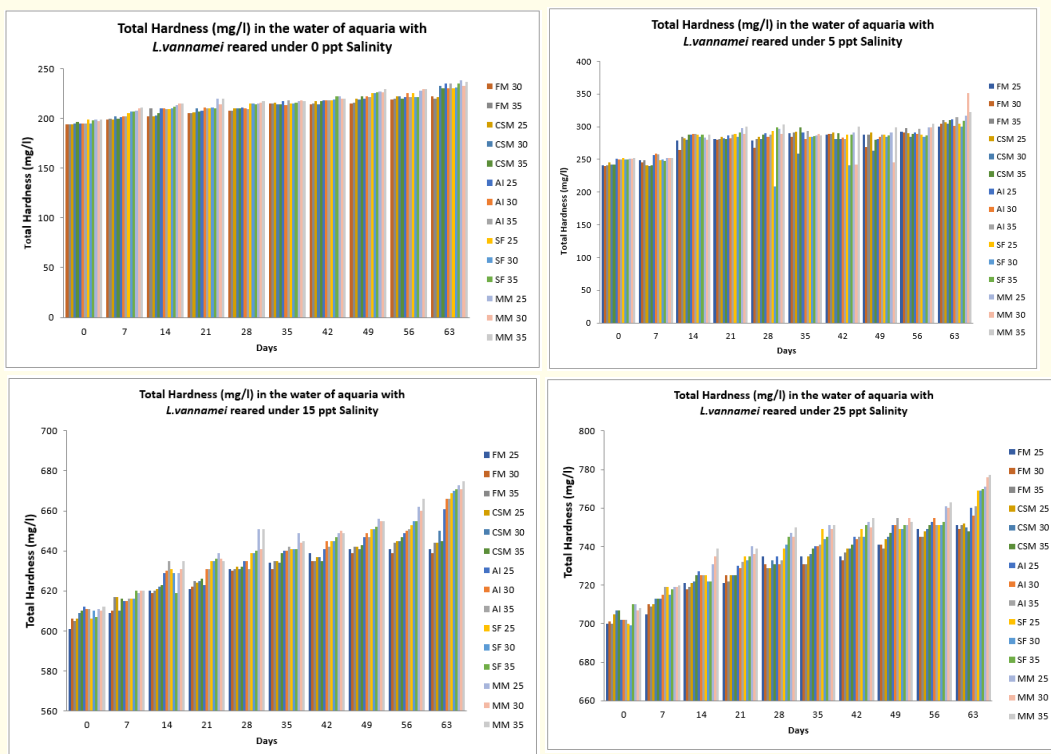 Total Hardness (mg/l) in the water of aquaria with
L.vannamei reared under 0 ppt Salinity
Total Hardness (mg/l)
250
200
150
100
50
0
0 7 14 21 28 35 42 49 56 63
Days
FM 30
FM 35
CSM 25
CSM 30
CSM 35
AI 25
AI 30
AI 35
SF 25
SF 30
SF 35
MM 25
MM 30
MM 35
Total Hardness (mg/l) in the water of aquaria with
L.vannamei reared under 5 ppt Salinity
Total Hardness (mg/l)
400
350
300
250
200
150
100
50
0
0 7 14 21 28 35 42 49 56 63
Days
FM 25
FM 30
FM 35
CSM 25
CSM 30
CSM 35
AI 25
AI 30
AI 35
SF 25
SF 30
SF 35
MM 25
MM 30
MM 35
Total Hardness (mg/l) in the water of aquaria with
L.vannamei reared under 15 ppt Salinity
Total Hardness (mg/l)
700
680
660
640
620
600
580
560
0 7 14 21 28 35 42 49 56 63
Days
FM 25
FM 30
FM 35
CSM 25
CSM 30
CSM 35
AI 25
AI 30
AI 35
SF 25
SF 30
SF 35
MM 25
MM 30
MM 35
Total Hardness (mg/l) in the water of aquaria with
L.vannamei reared under 25 ppt Salinity
Total Hardness (mg/l)
800
780
760
740
720
700
680
660
0 7 14 21 28 35 42 49 56 63
Days
FM 25
FM 30
FM 35
CSM 25
CSM 30
CSM 35
AI 25
AI 30
AI 35
SF 25
SF 30
SF 35
MM 25
MM 30
MM 35